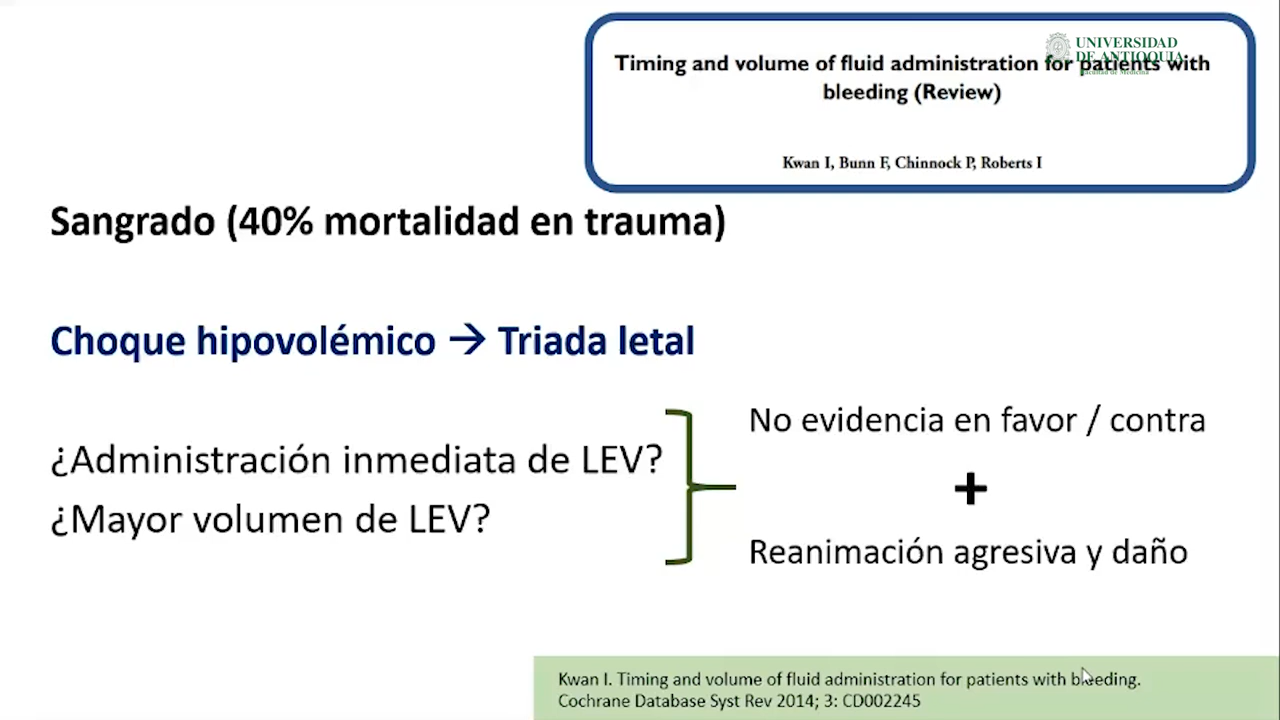 UNIVERSIDAD
DE ANTIOQUIA
Facultad de Medicina
Timing and volume of fluid administration for patients with
bleeding (Review)
Kwan I, Bunn F, Chinnock P, Roberts I
Sangrado (40% mortalidad en trauma)
Choque hipovolémico → Triada letal
¿Administración inmediata de LEV?
¿Mayor volumen de LEV?
No evidencia en favor / contra
+
Reanimación agresiva y daño
Kwan I. Timing and volume of fluid administration for patients with bleeding.
Cochrane Database Syst Rev 2014; 3: CD002245